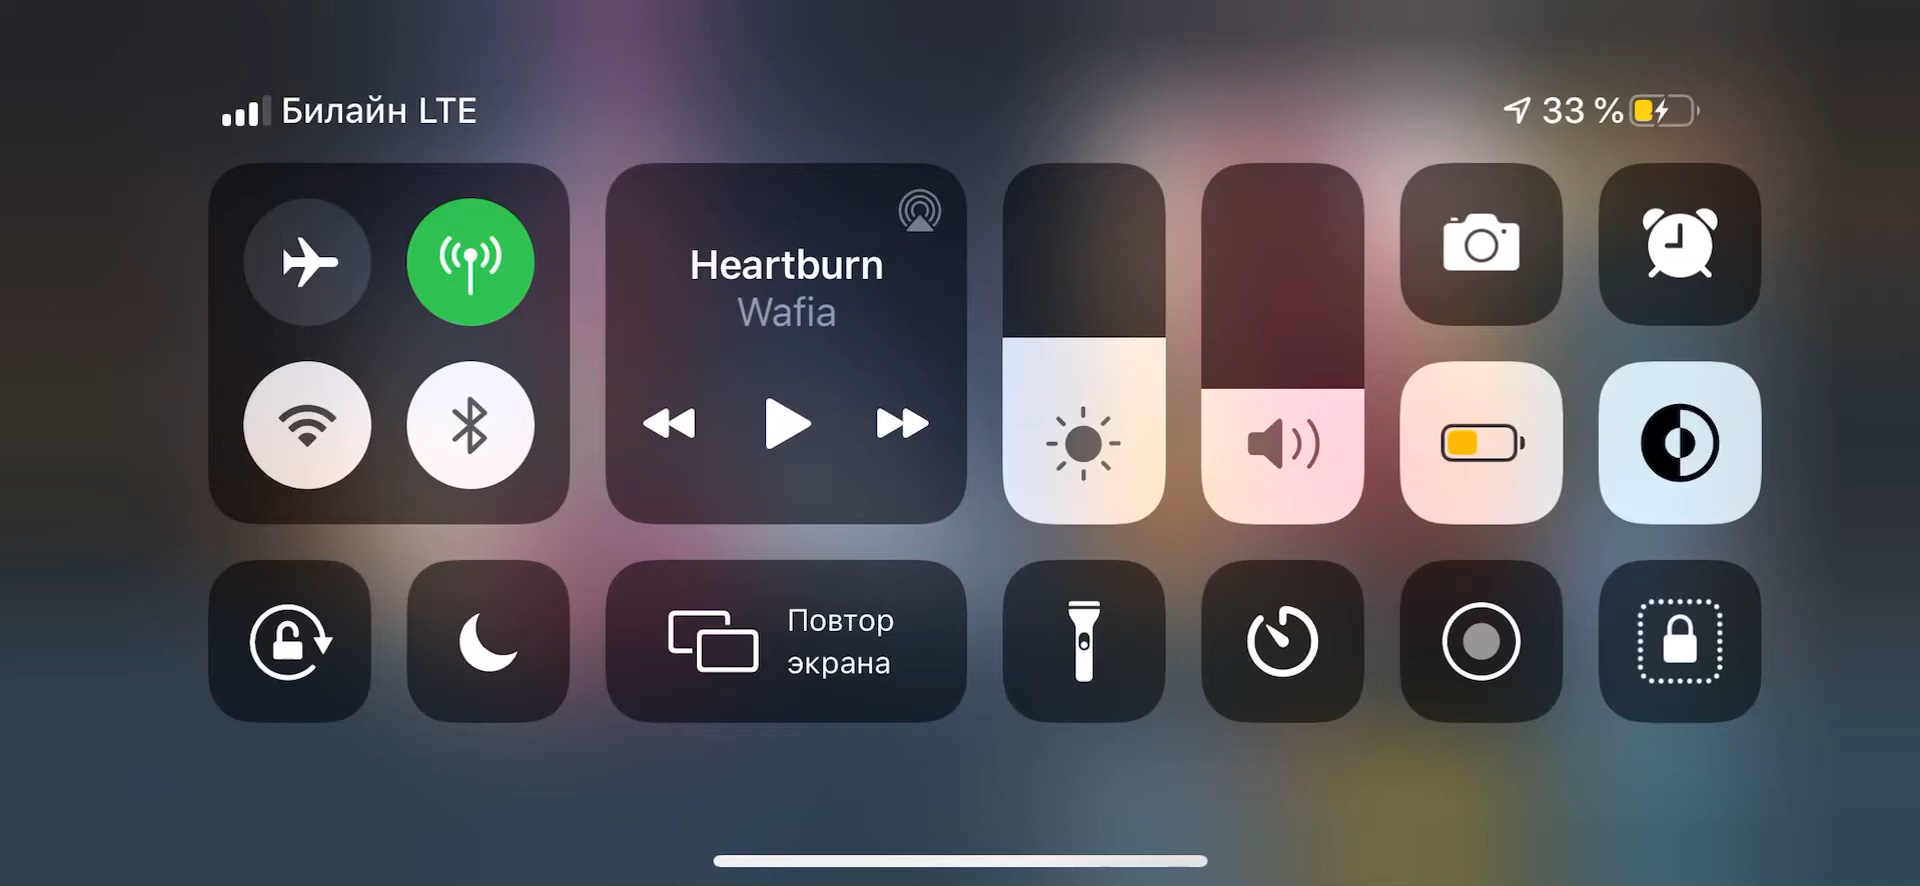 Билайн LTE
33 %
Heartburn
Wafia
Повтор
экрана